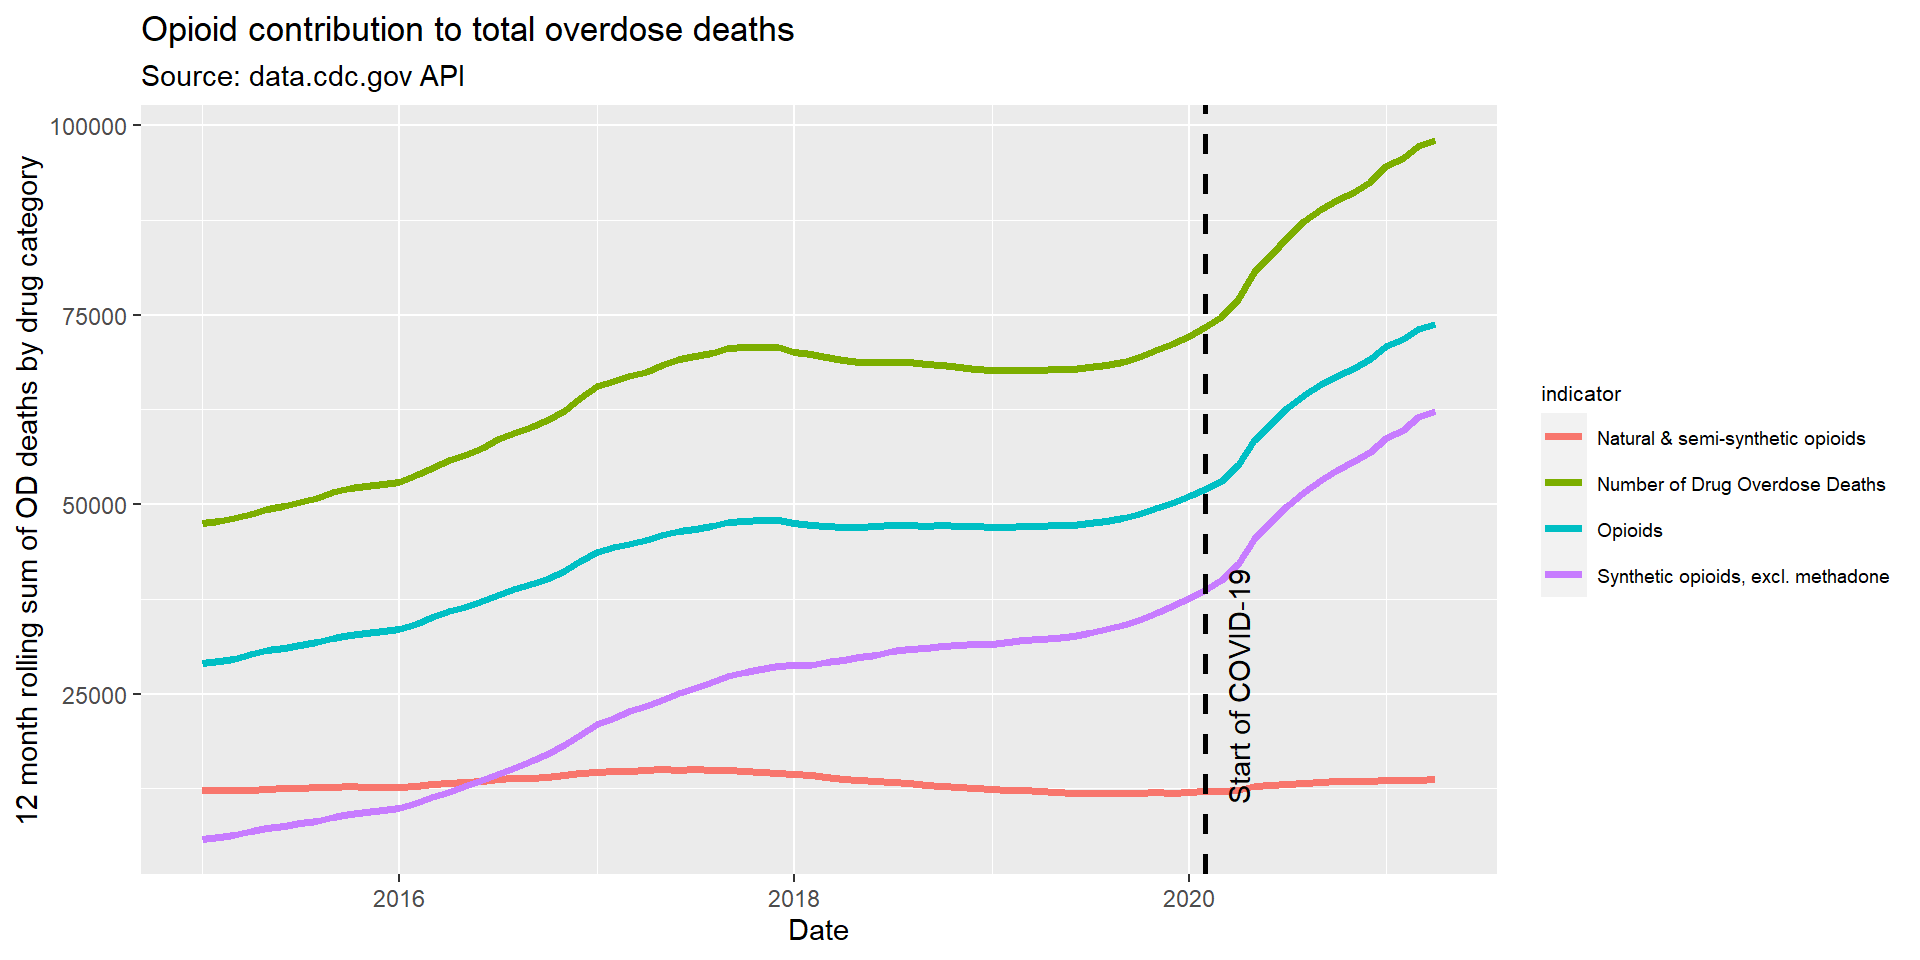 Opioid contribution to total overdose deaths
Source: data.cdc.gov API
12 month rolling sum of OD deaths by drug category
100000
75000
50000
25000
Start of COVID-19
2016
2018
2020
Date
indicator
Natural & semi-synthetic opioids
Number of Drug Overdose Deaths
Opioids
Synthetic opioids, excl. methadone